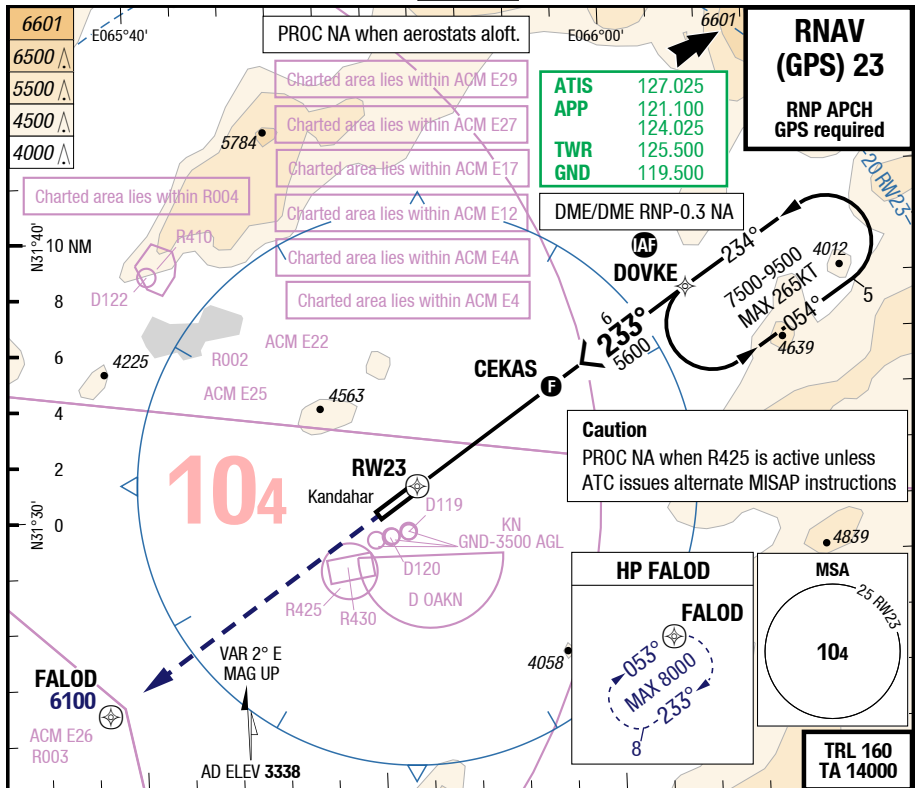 6601
6500
5500
4500
4000
E065°40'
PROC NA when aerostats aloft.
E066°00'
6601
RNAV
(GPS) 23
RNP APCH
GPS required
Charted area lies within ACM E29
Charted area lies within ACM E27
Charted area lies within ACM E17
Charted area lies within ACM E12
Charted area lies within ACM E4A
Charted area lies within ACM E4
ATIS 127.025
APP 121.100
124.025
TWR 125.500
GND 119.500
5784
Charted area lies within R004
20 RW23
DME/DME RNP-0.3 NA
N31°40'
10 NM
R410
D122
IAF
DOVKE
234°
7500-9500
MAX 265KT
054°
4012
5
4639
8
6
4
2
0
R002
ACM E22
ACM E25
4225
4563
6
233°
5600
CEKAS
F
Caution
PROC NA when R425 is active unless
ATC issues alternate MISAP instructions
104
RW23
Kandahar
N31°30'
D119
KN
GND-3500 AGL
D120
D OAKN
R425
R430
4839
4058
HP FALOD
FALOD
053°
MAX 8000
233°
8
MSA
25 RW23
104
VAR 2° E
MAG UP
FALOD
6100
ACM E26
R003
AD ELEV 3338
TRL 160
TA 14000